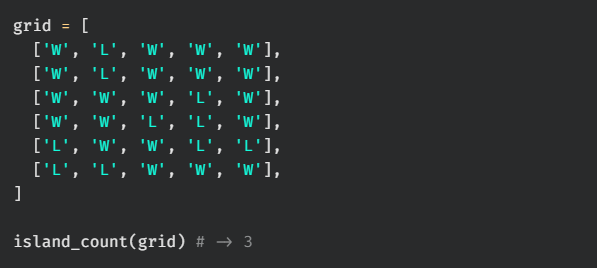 grid = [
  ['W', 'L', 'W', 'W', 'W'],
  ['W', 'L', 'W', 'W', 'W'],
  ['W', 'W', 'W', 'L', 'W'],
  ['W', 'W', 'L', 'L', 'W'],
  ['L', 'W', 'W', 'L', 'L'],
  ['L', 'L', 'W', 'W', 'W'],
]

island_count(grid) # -> 3